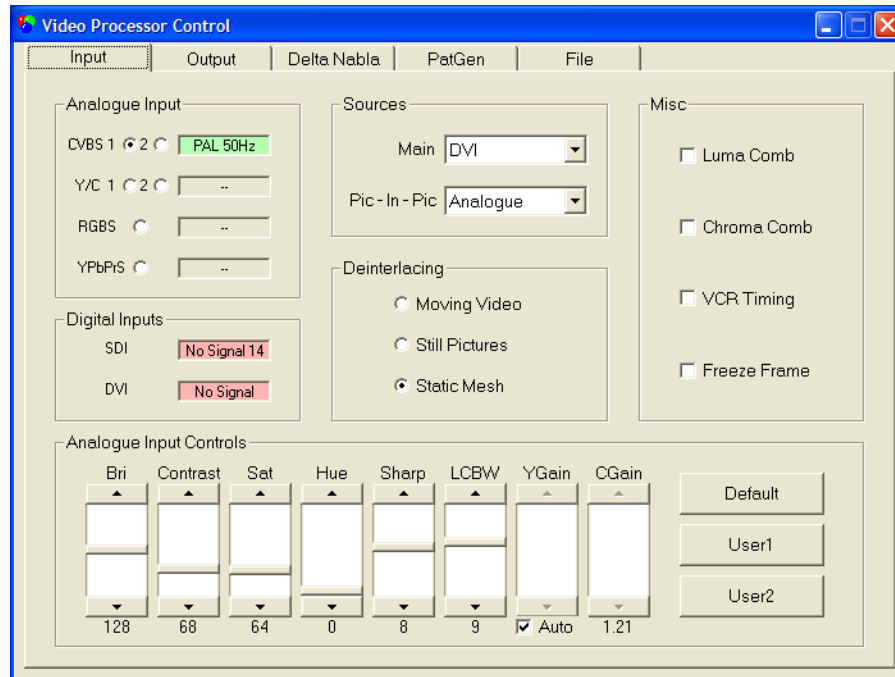 Video Processor Control
Input Output Delta Nabla PatGen File
Analogue Input
CVBS 1 2 PAL 50Hz
Y/C 1 2 --
RGBS --
YPbPrS --
Digital Inputs
SDI No Signal 14
DVI No Signal
Sources
Main DVI
Pic - In - Pic Analogue
Deinterlacing
Moving Video
Still Pictures
Static Mesh
Misc
Luma Comb
Chroma Comb
VCR Timing
Freeze Frame
Analogue Input Controls
Bri Contrast Sat Hue Sharp LCBW YGain CGain
128 68 64 0 8 9 Auto 1.21
Default
User1
User2